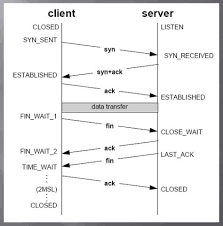 client server
CLOSED LISTEN
SYN_SENT
syn
SYN_RECEIVED
syn+ack
ESTABLISHED
ack
ESTABLISHED
data transfer
FIN_WAIT_1
fin
CLOSE_WAIT
ack
FIN_WAIT_2
fin
LAST_ACK
TIME_WAIT
ack
(2MSL)
CLOSED
CLOSED